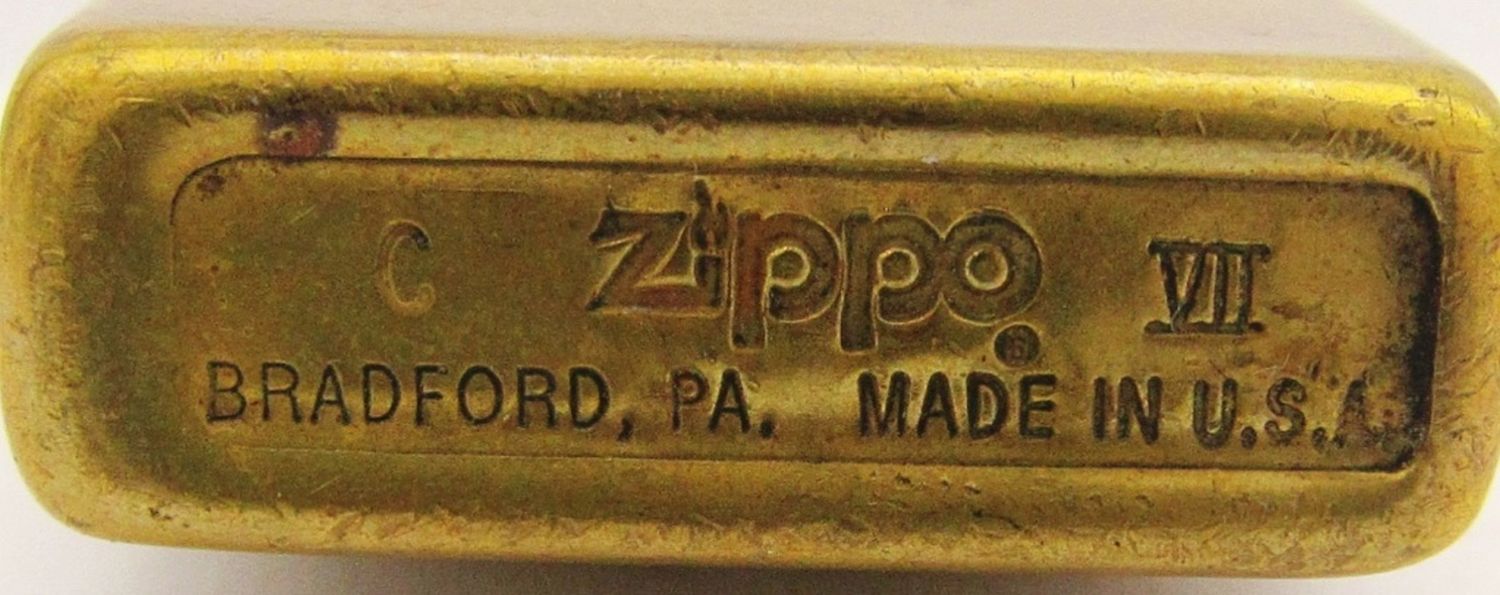 C Zippo ® VII
BRADFORD, PA. MADE IN U.S.A.